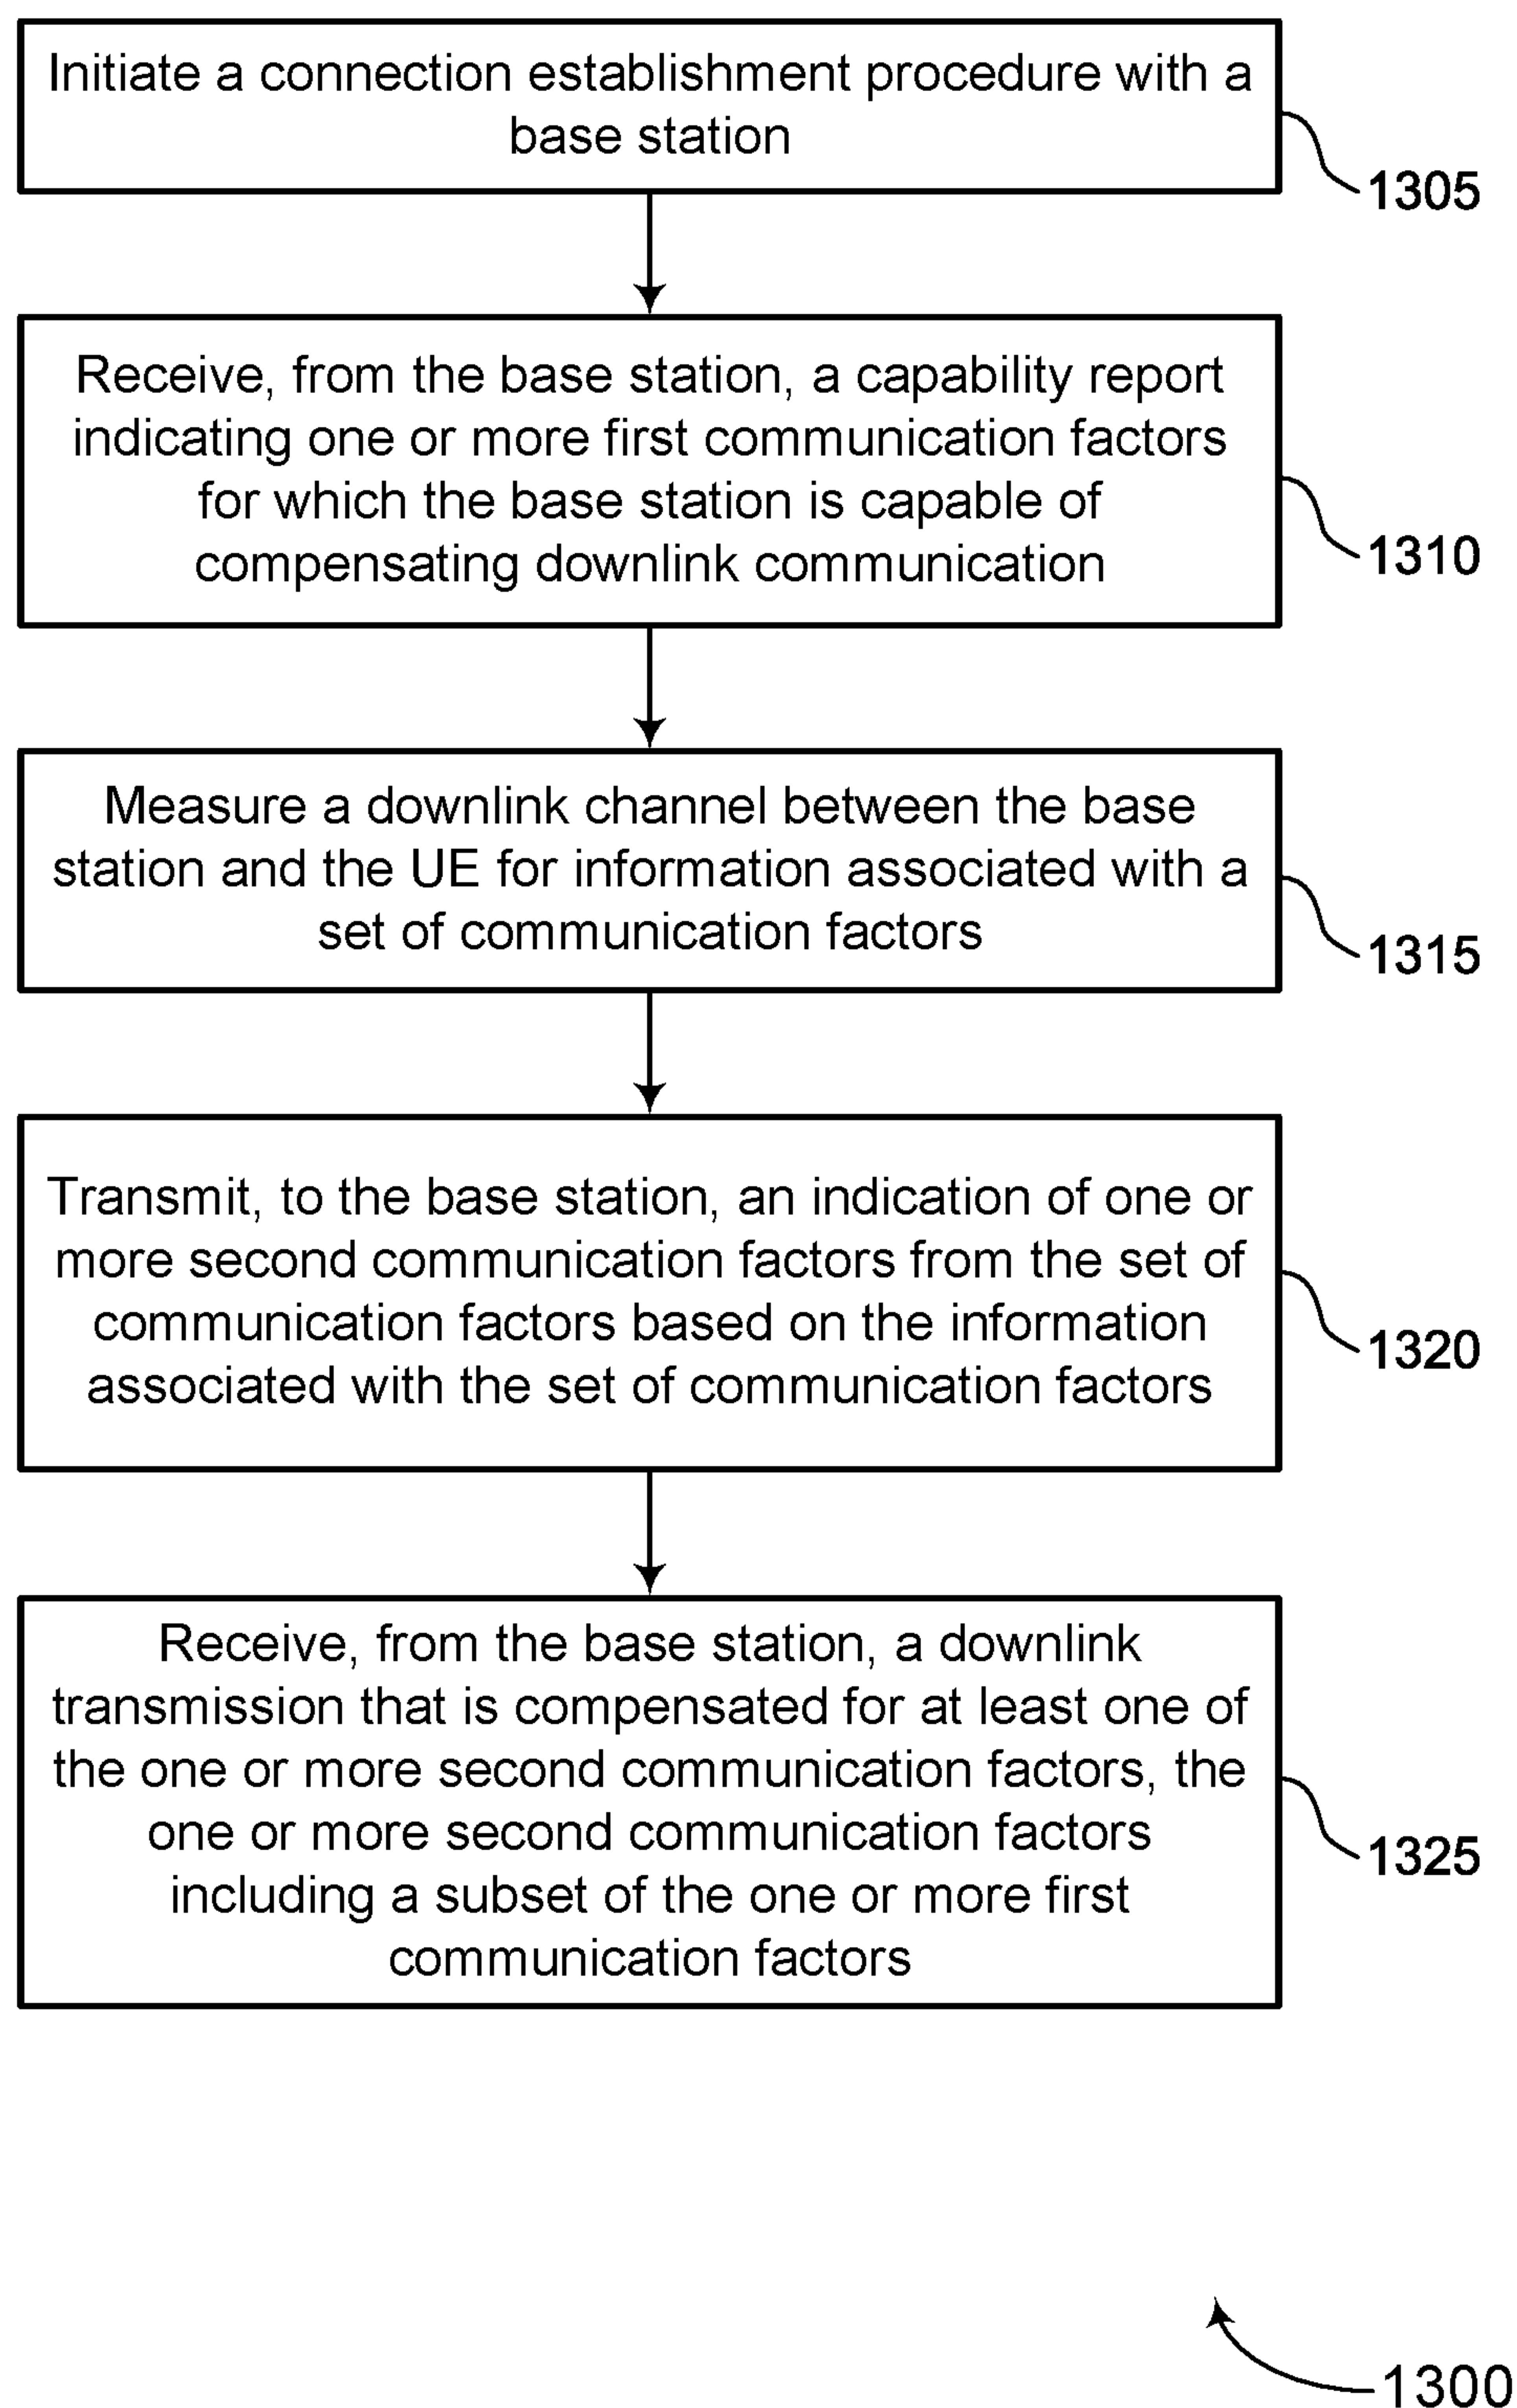 Initiate a connection establishment procedure with a
base station
1305
Receive, from the base station, a capability report
indicating one or more first communication factors
for which the base station is capable of
compensating downlink communication
1310
Measure a downlink channel between the base
station and the UE for information associated with a
set of communication factors
1315
Transmit, to the base station, an indication of one or
more second communication factors from the set of
communication factors based on the information
associated with the set of communication factors
1320
Receive, from the base station, a downlink
transmission that is compensated for at least one of
the one or more second communication factors, the
one or more second communication factors
including a subset of the one or more first
communication factors
1325
1300